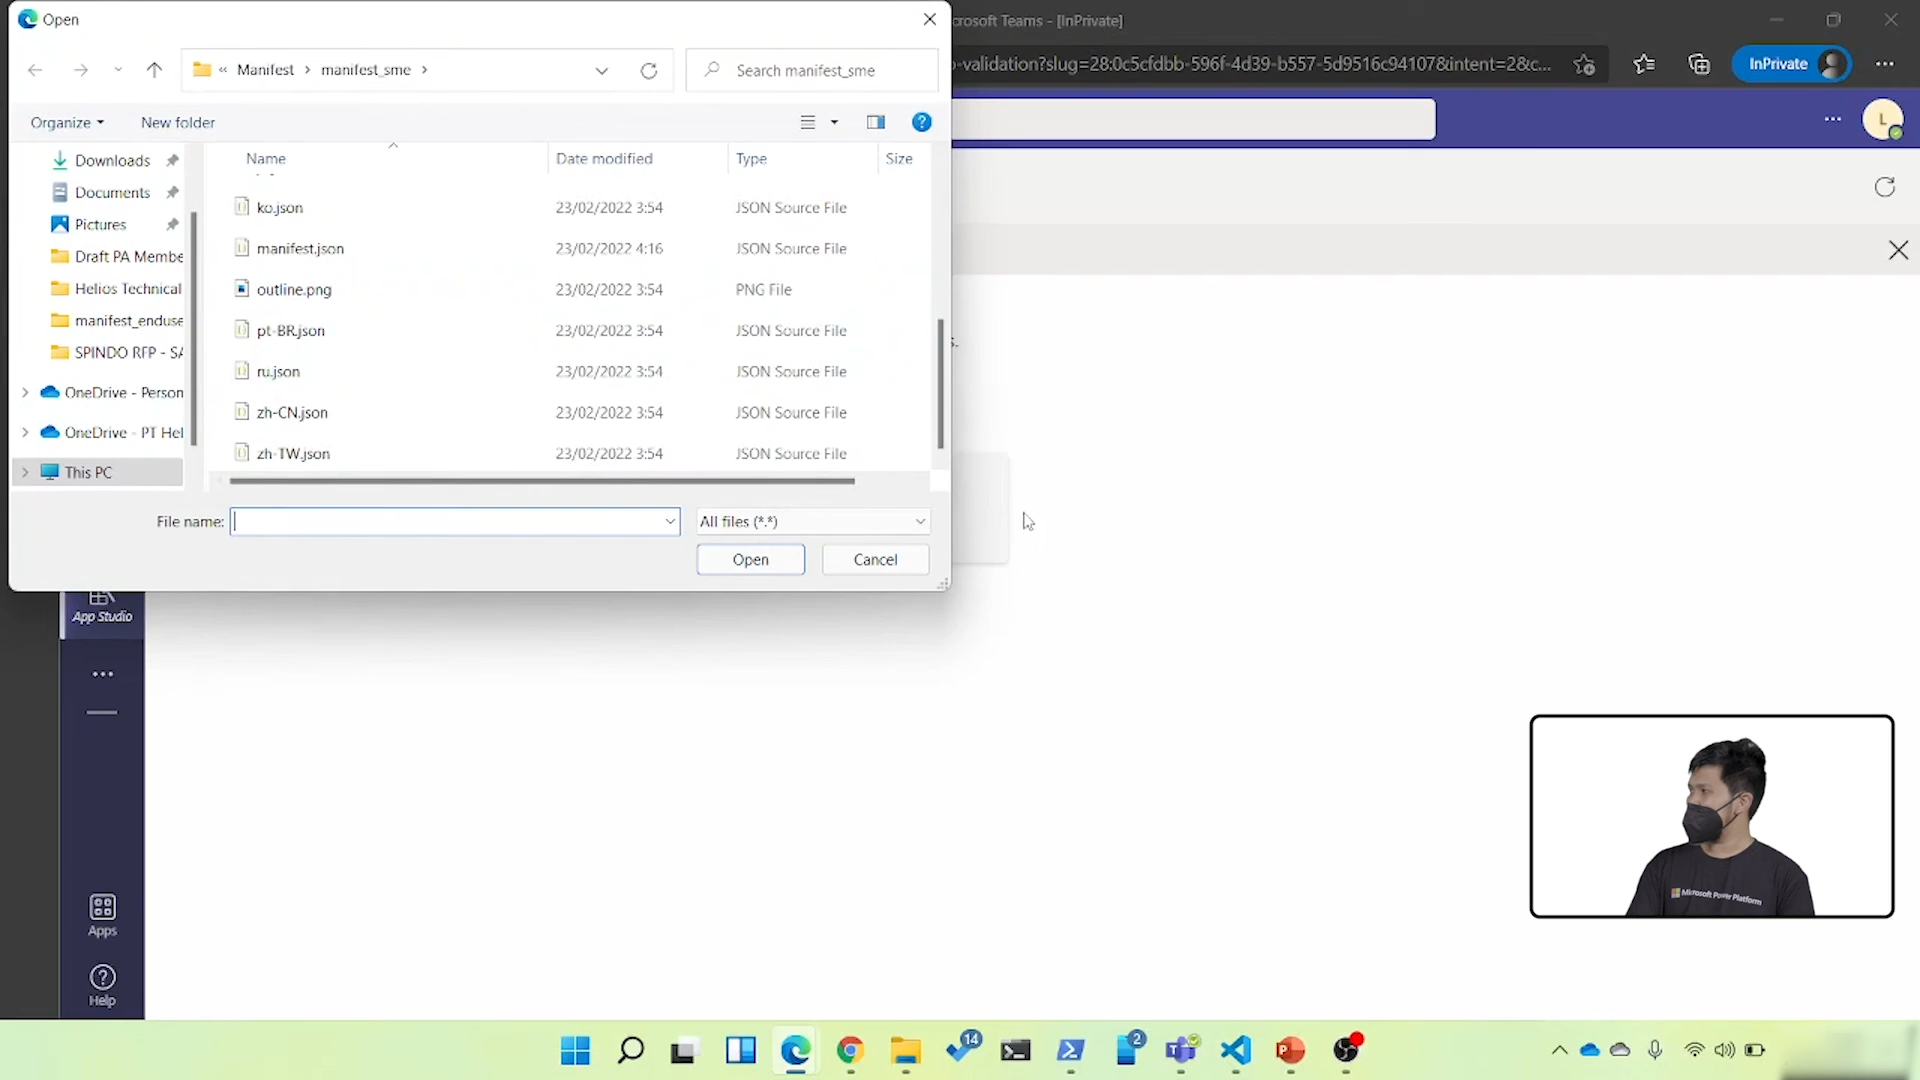 Open
crosoft Teams - [InPrivate]
« Manifest > manifest_sme >
Search manifest_sme
o-validation?slug=28:0c5cfdbb-596f-4d39-b557-5d9516c94107&intent=2&c...
InPrivate
Organize
New folder
L
Name
Date modified
Type
Size
Downloads
Documents
Pictures
Draft PA Membe
Helios Technical
manifest_enduse
SPINDO RFP - SA
OneDrive - Person
OneDrive - PT Hel
This PC
ko.json 23/02/2022 3:54 JSON Source File
manifest.json 23/02/2022 4:16 JSON Source File
outline.png 23/02/2022 3:54 PNG File
pt-BR.json 23/02/2022 3:54 JSON Source File
ru.json 23/02/2022 3:54 JSON Source File
zh-CN.json 23/02/2022 3:54 JSON Source File
zh-TW.json 23/02/2022 3:54 JSON Source File
s.
File name:
All files (*.*)
Open
Cancel
App Studio
Apps
Help
Microsoft Power Platform
14
2